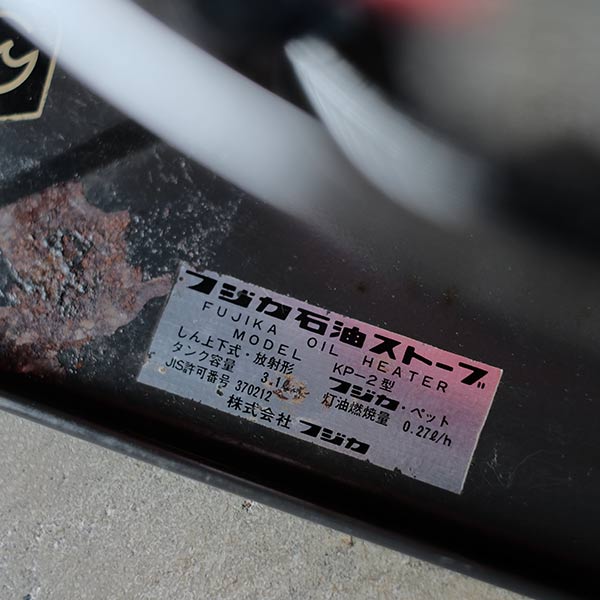 フジカ石油ストーブ
FUJIKA OIL HEATER
MODEL KP-2型
しん上下式・放射形 フジカ・ペット
タンク容量 3.1ℓ 灯油燃焼量 0.27ℓ/h
JIS許可番号 370212
株式会社 フジカ